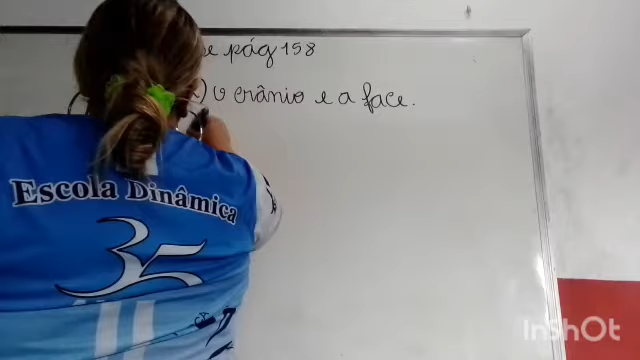 pág 158
) o crânio e a face.
Escola Dinâmica
35
InShOt